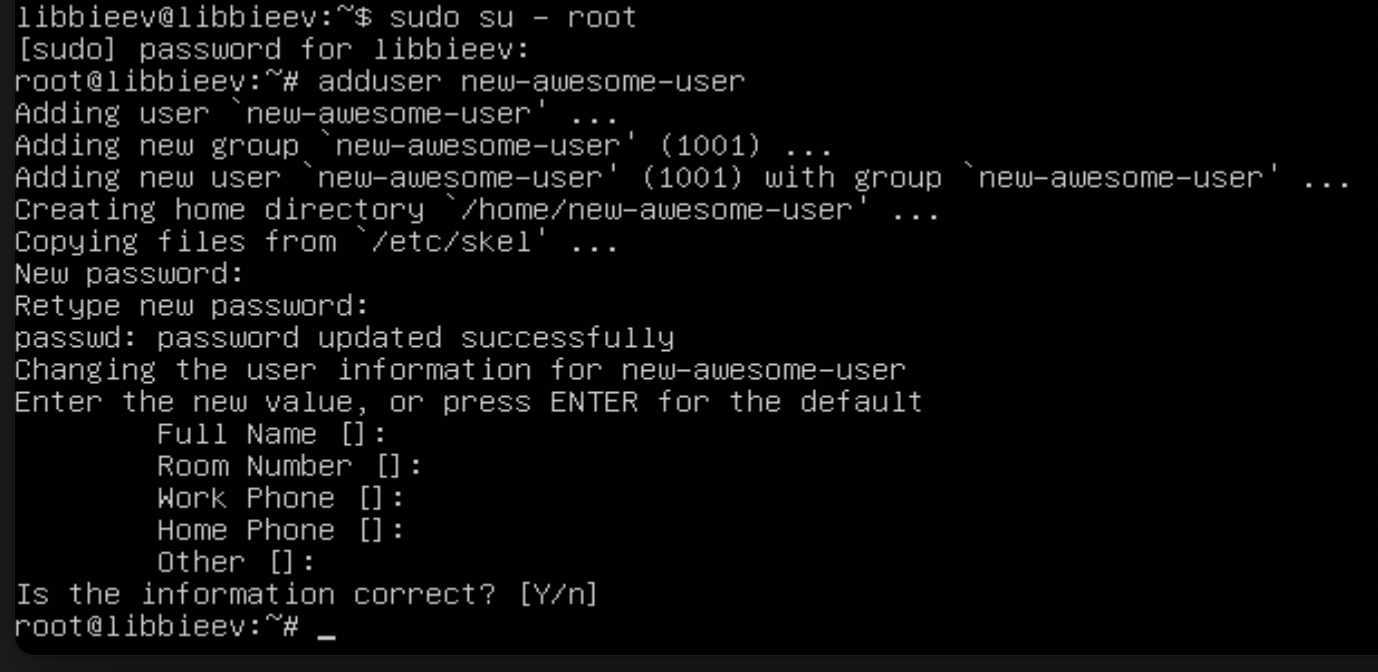 libbieev@libbieev:~$ sudo su - root
[sudo] password for libbieev:
root@libbieev:~# adduser new-awesome-user
Adding user `new-awesome-user' ...
Adding new group `new-awesome-user' (1001) ...
Adding new user `new-awesome-user' (1001) with group `new-awesome-user' ...
Creating home directory `/home/new-awesome-user' ...
Copying files from `/etc/skel' ...
New password:
Retype new password:
passwd: password updated successfully
Changing the user information for new-awesome-user
Enter the new value, or press ENTER for the default
        Full Name []:
        Room Number []:
        Work Phone []:
        Home Phone []:
        Other []:
Is the information correct? [Y/n]
root@libbieev:~# _